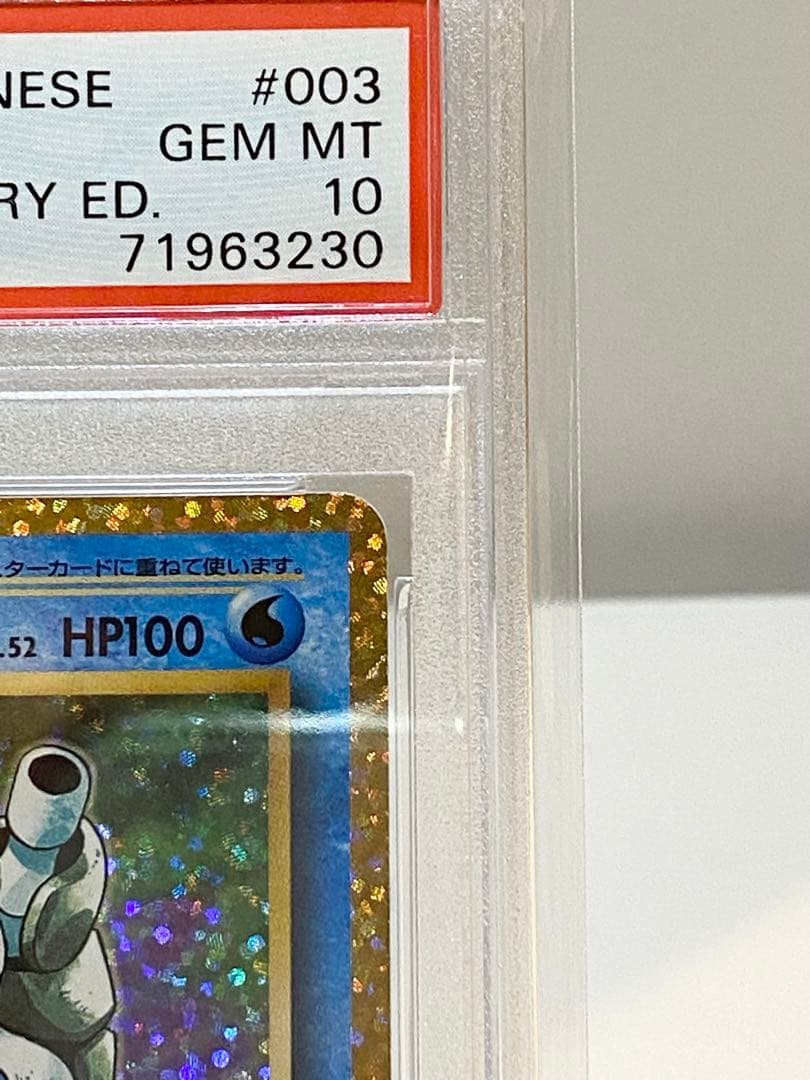 NESE #003
GEM MT
RY ED. 10
71963230
ターカードに重ねて使います。
.52 HP100